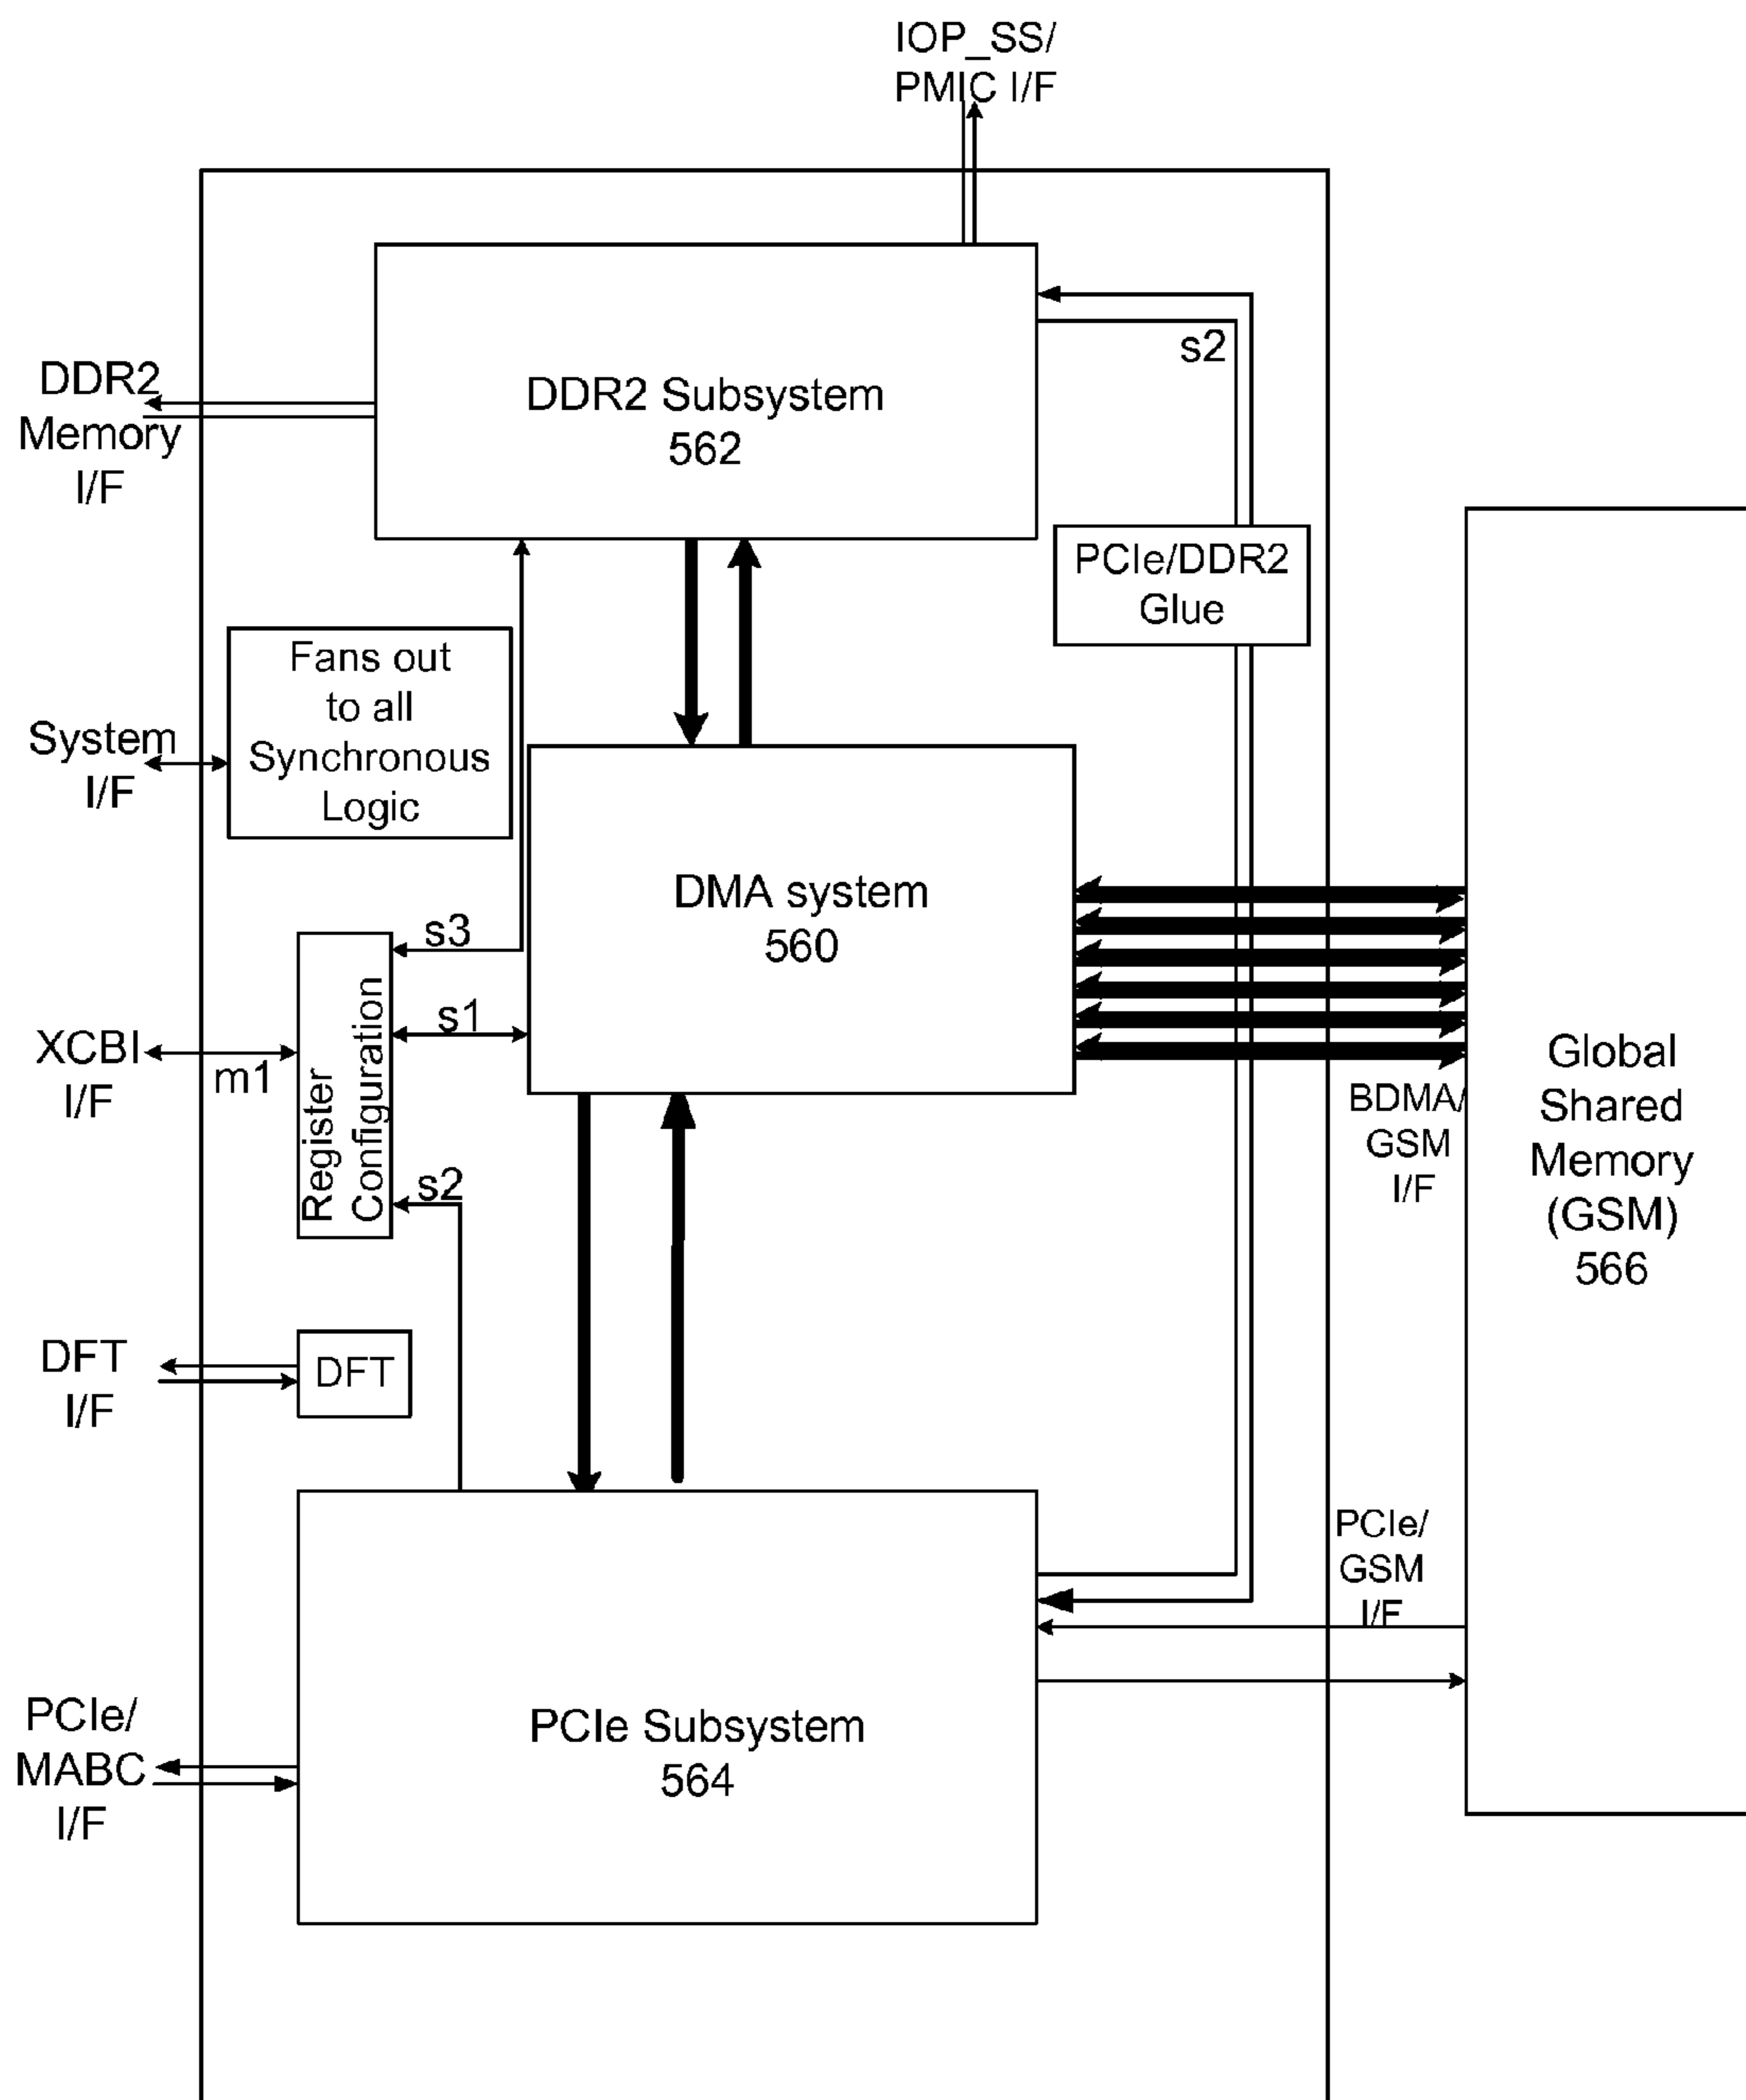 IOP_SS/
PMIC I/F
DDR2 Subsystem
562
s2
DDR2
Memory
I/F
PCIe/DDR2
Glue
Fans out
to all
Synchronous
Logic
System
I/F
DMA system
560
s3
s1
s2
Register
Configuration
XCBI
I/F
m1
BDMA/
GSM
I/F
Global
Shared
Memory
(GSM)
566
DFT
I/F
DFT
PCIe/
GSM
I/F
PCIe Subsystem
564
PCIe/
MABC
I/F